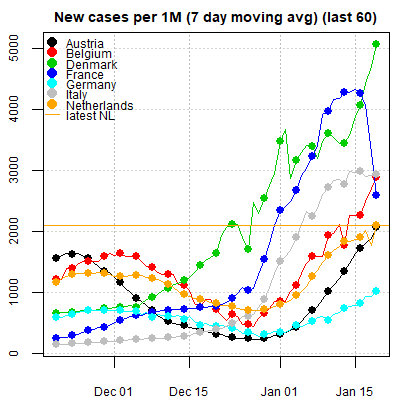 New cases per 1M (7 day moving avg) (last 60)
5000
4000
3000
2000
1000
0
Austria
Belgium
Denmark
France
Germany
Italy
Netherlands
latest NL
Dec 01 Dec 15 Jan 01 Jan 15